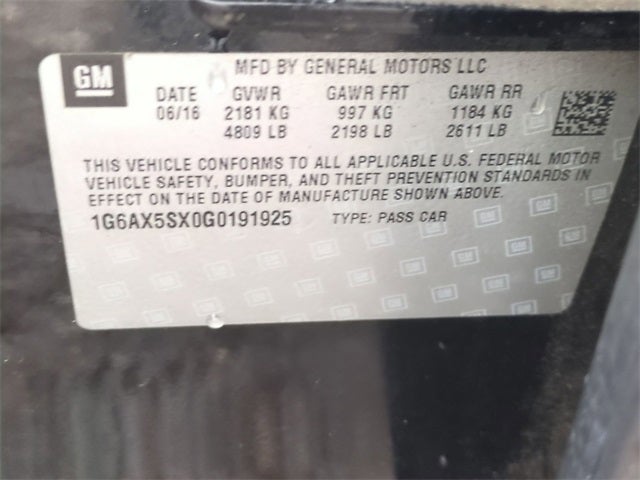 GM
MFD BY GENERAL MOTORS LLC
DATE GVWR GAWR FRT GAWR RR
06/16 2181 KG 997 KG 1184 KG
4809 LB 2198 LB 2611 LB
THIS VEHICLE CONFORMS TO ALL APPLICABLE U.S. FEDERAL MOTOR
VEHICLE SAFETY, BUMPER, AND THEFT PREVENTION STANDARDS IN
EFFECT ON THE DATE OF MANUFACTURE SHOWN ABOVE.
1G6AX5SX0G0191925 TYPE: PASS CAR